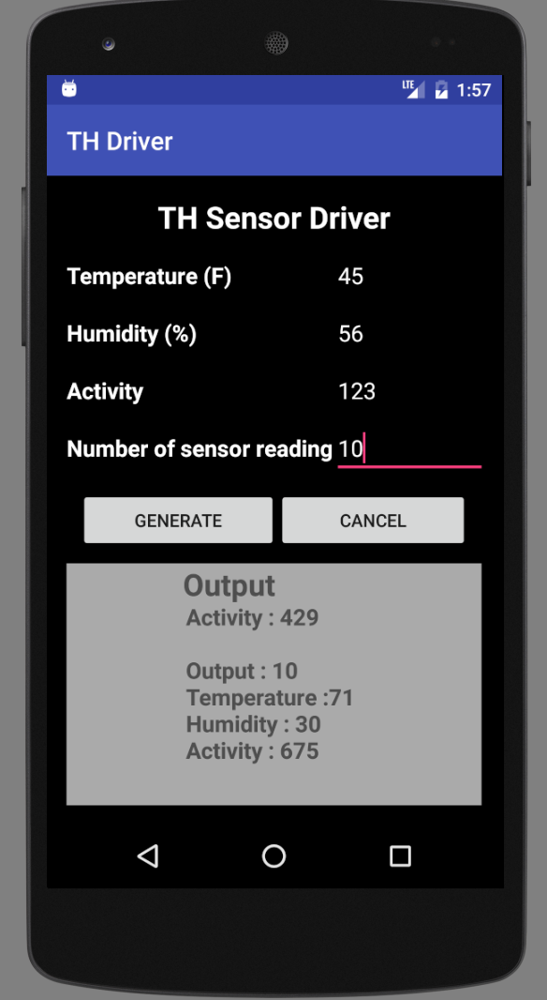 LTE 1:57
TH Driver
TH Sensor Driver
Temperature (F) 45
Humidity (%) 56
Activity 123
Number of sensor reading 10
GENERATE CANCEL
Output
Activity : 429
Output : 10
Temperature :71
Humidity : 30
Activity : 675